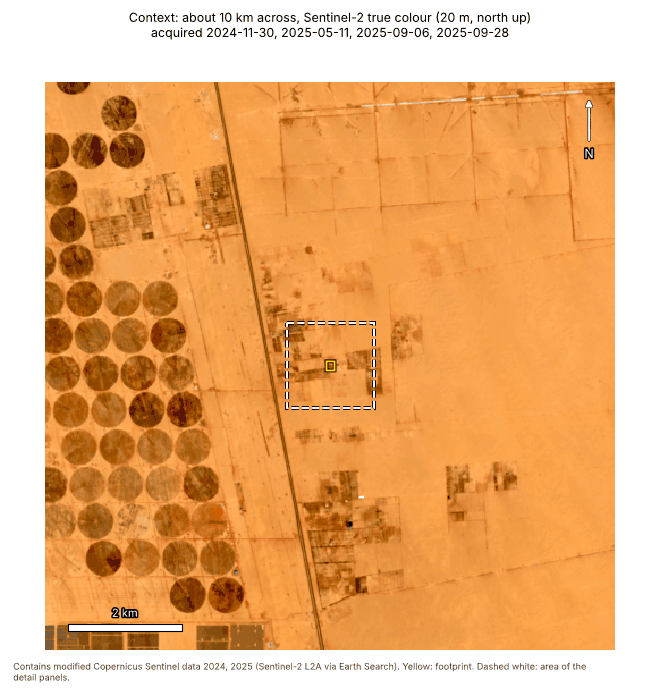 Context: about 10 km across, Sentinel-2 true colour (20 m, north up)
acquired 2024-11-30, 2025-05-11, 2025-09-06, 2025-09-28
N
2 km
Contains modified Copernicus Sentinel data 2024, 2025 (Sentinel-2 L2A via Earth Search). Yellow: footprint. Dashed white: area of the
detail panels.